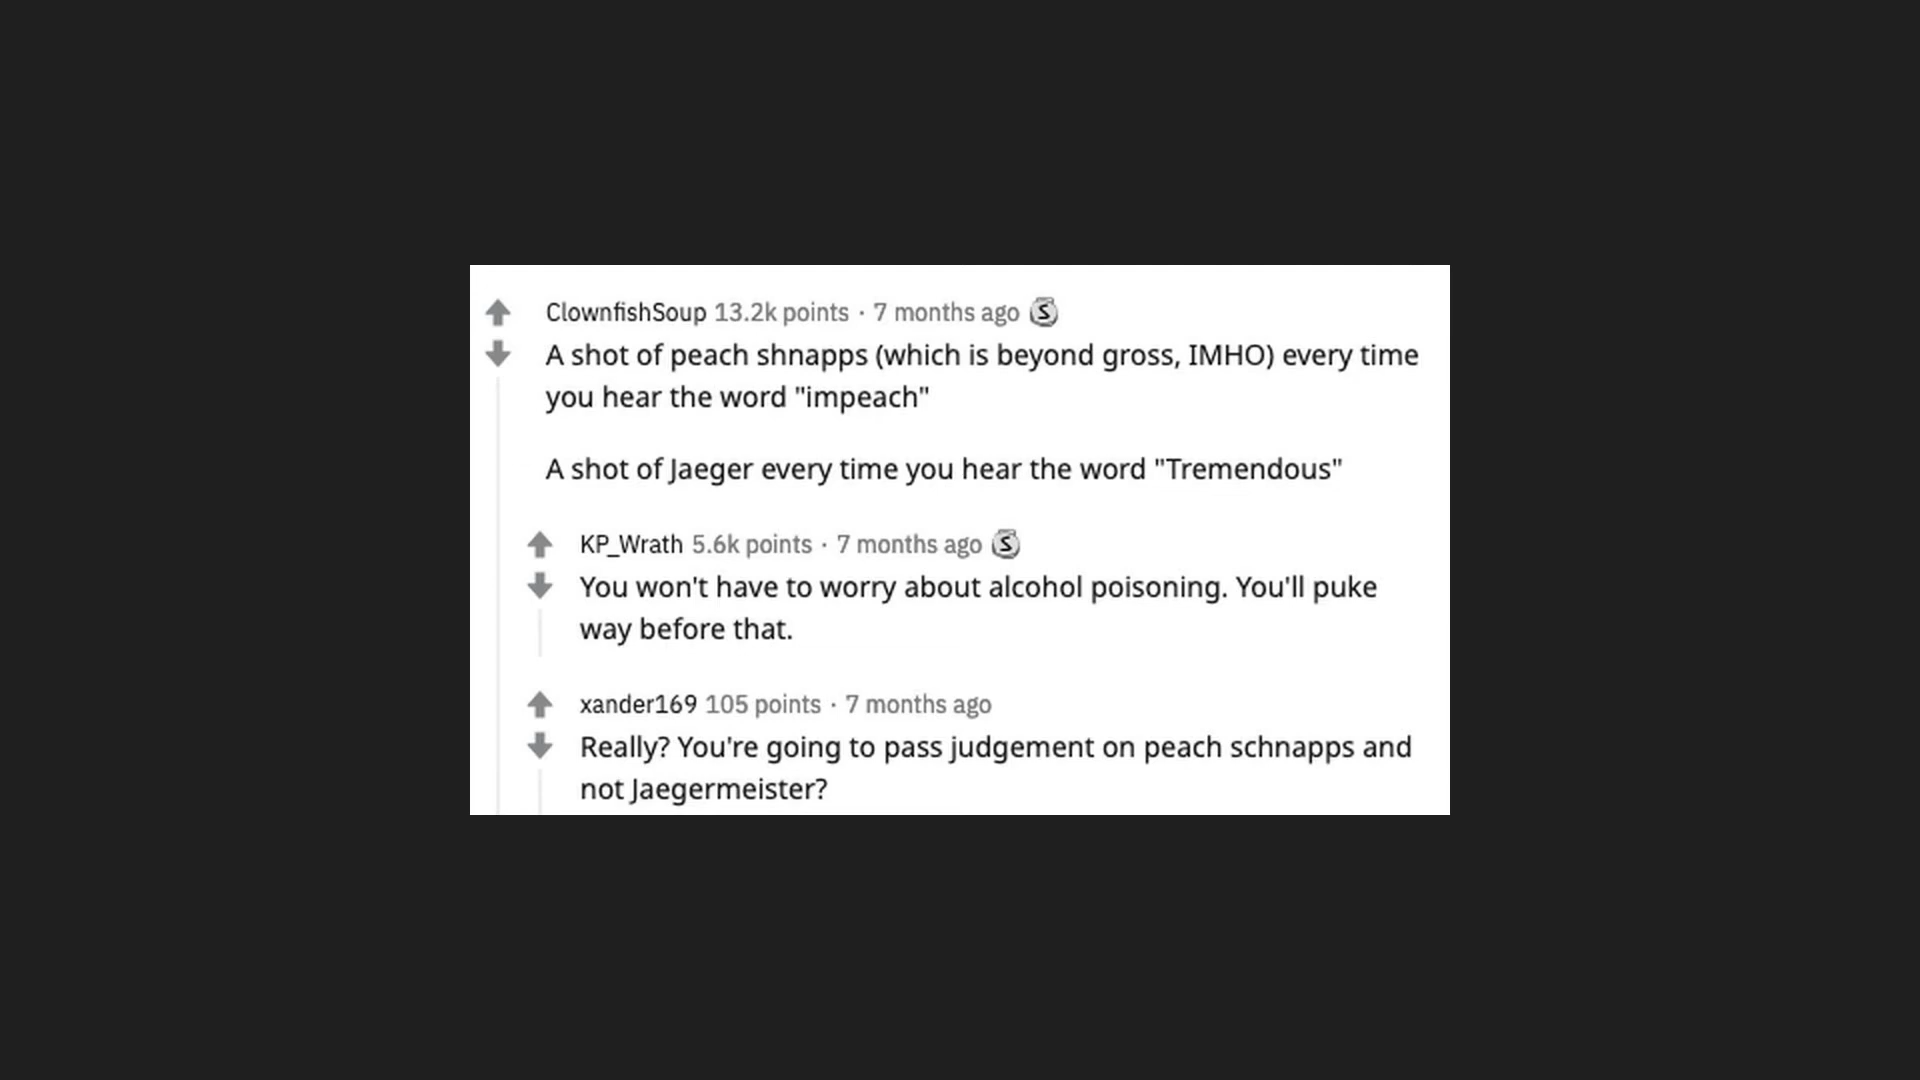 ClownfishSoup 13.2k points · 7 months ago S
A shot of peach shnapps (which is beyond gross, IMHO) every time
you hear the word "impeach"
A shot of Jaeger every time you hear the word "Tremendous"
KP_Wrath 5.6k points · 7 months ago S
You won't have to worry about alcohol poisoning. You'll puke
way before that.
xander169 105 points · 7 months ago
Really? You're going to pass judgement on peach schnapps and
not Jaegermeister?